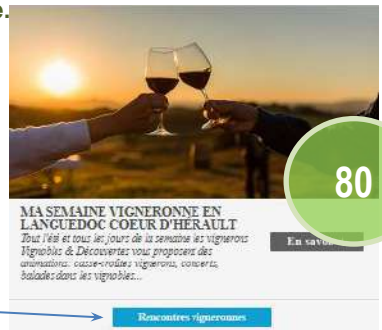 e.
80
MA SEMAINE VIGNERONNE EN
LANGUEDOC COEUR D'HÉRAULT
Tout l'été et tous les jours de la semaine les vignerons
Vignobles & Découvertes vous proposent des
animations: casse-croûtes vignerons, concerts,
balades dans les vignobles...
En savo
Rencontres vigneronnes